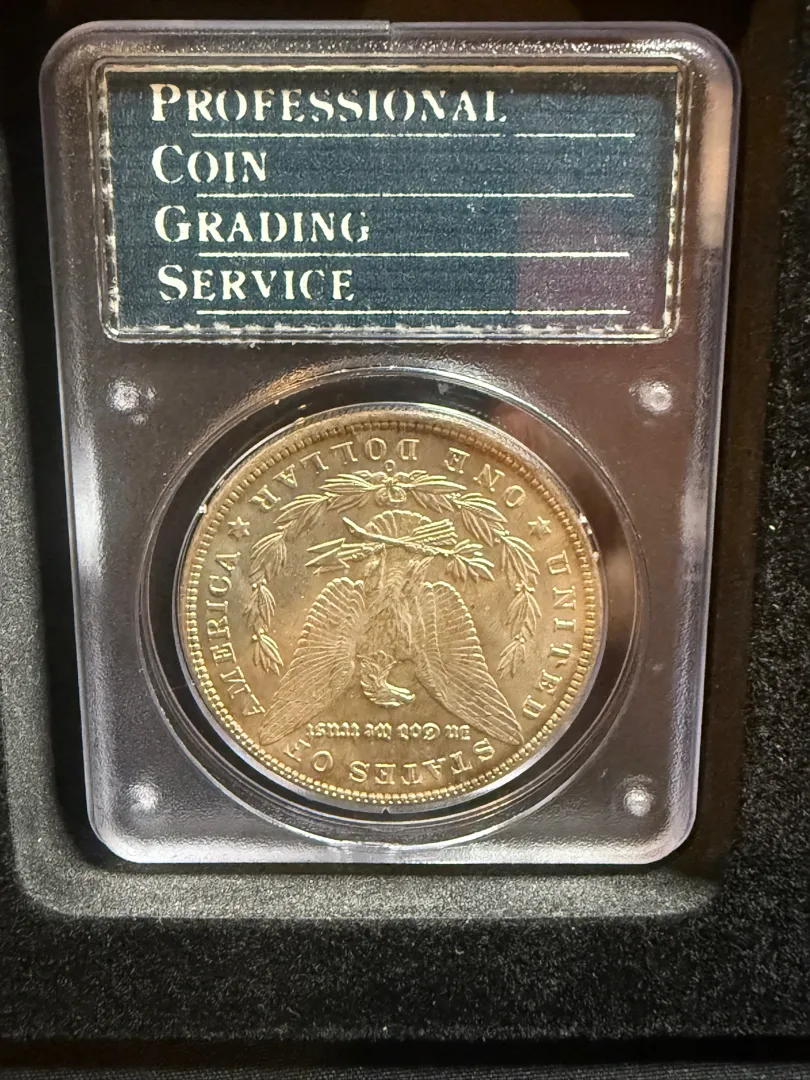 PROFESSIONAL
COIN
GRADING
SERVICE
UNITED STATES OF AMERICA
In God we trust
O
ONE DOLLAR